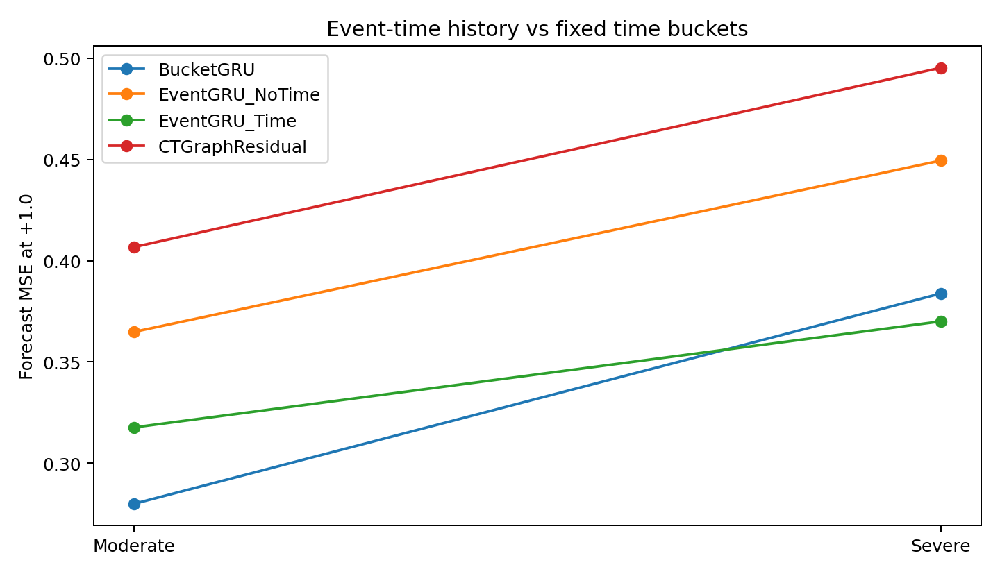 Event-time history vs fixed time buckets
BucketGRU
EventGRU_NoTime
EventGRU_Time
CTGraphResidual
Forecast MSE at +1.0
0.50
0.45
0.40
0.35
0.30
Moderate
Severe